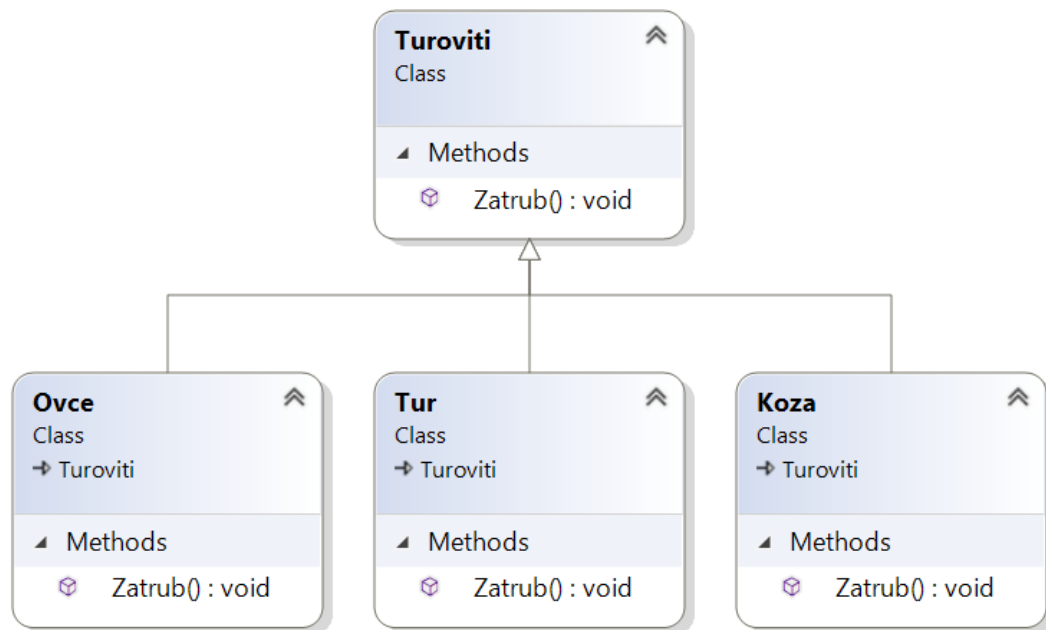 Turoviti
Class
Methods
Zatrub() : void
Ovce
Class
Turoviti
Methods
Zatrub() : void
Tur
Class
Turoviti
Methods
Zatrub() : void
Koza
Class
Turoviti
Methods
Zatrub() : void